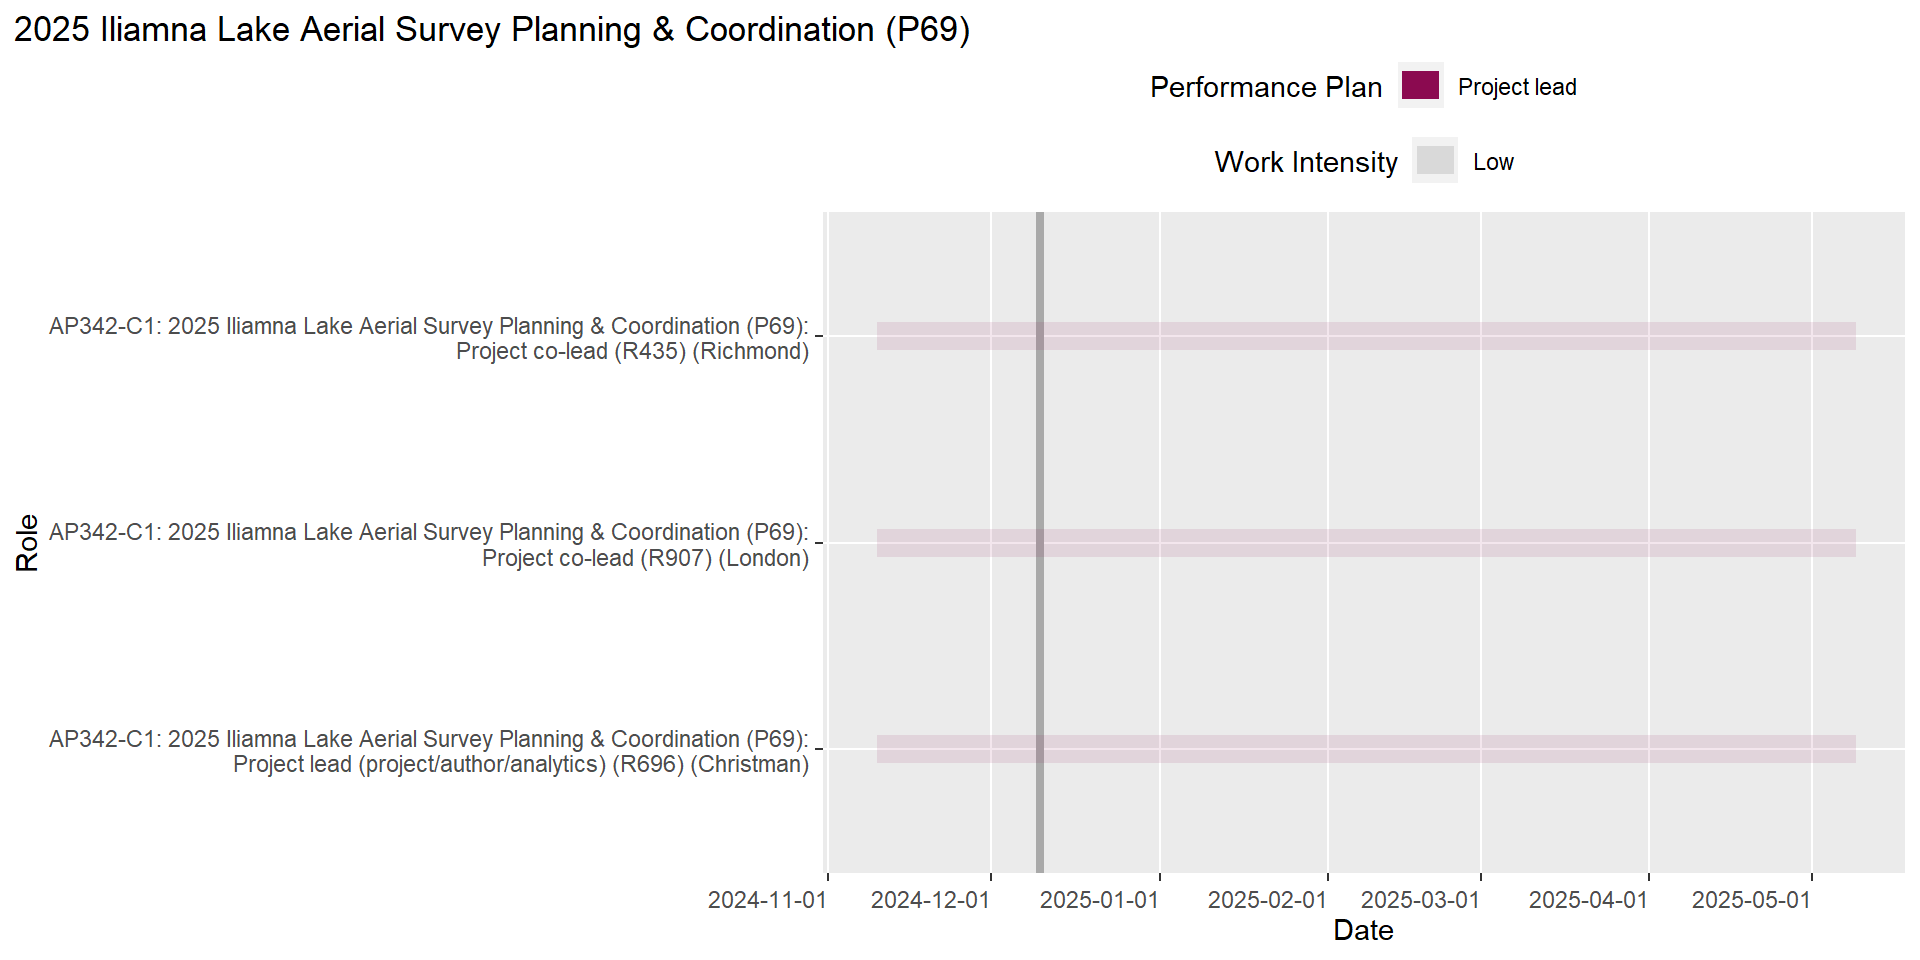 2025 Iliamna Lake Aerial Survey Planning & Coordination (P69)
Performance Plan
Project lead
Work Intensity
Low
AP342-C1: 2025 Iliamna Lake Aerial Survey Planning & Coordination (P69):
Project co-lead (R435) (Richmond)
Role
AP342-C1: 2025 Iliamna Lake Aerial Survey Planning & Coordination (P69):
Project co-lead (R907) (London)
AP342-C1: 2025 Iliamna Lake Aerial Survey Planning & Coordination (P69):
Project lead (project/author/analytics) (R696) (Christman)
2024-11-01
2024-12-01
2025-01-01
2025-02-01
2025-03-01
2025-04-01
2025-05-01
Date